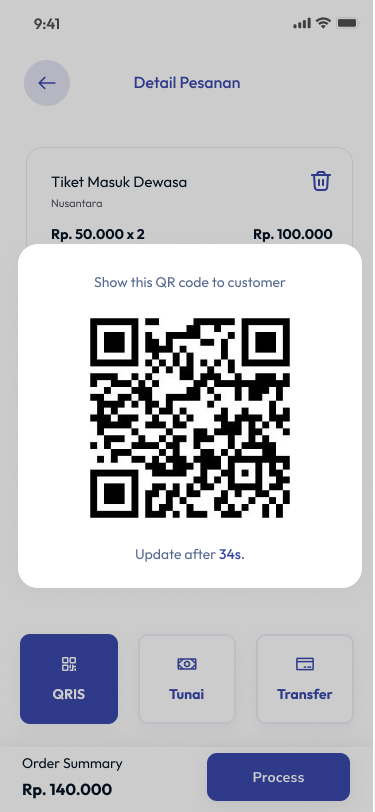 9:41
Detail Pesanan
Tiket Masuk Dewasa
Nusantara
Rp. 50.000 x 2
Rp. 100.000
Show this QR code to customer
Update after 34s.
QRIS
Tunai
Transfer
Order Summary
Rp. 140.000
Process